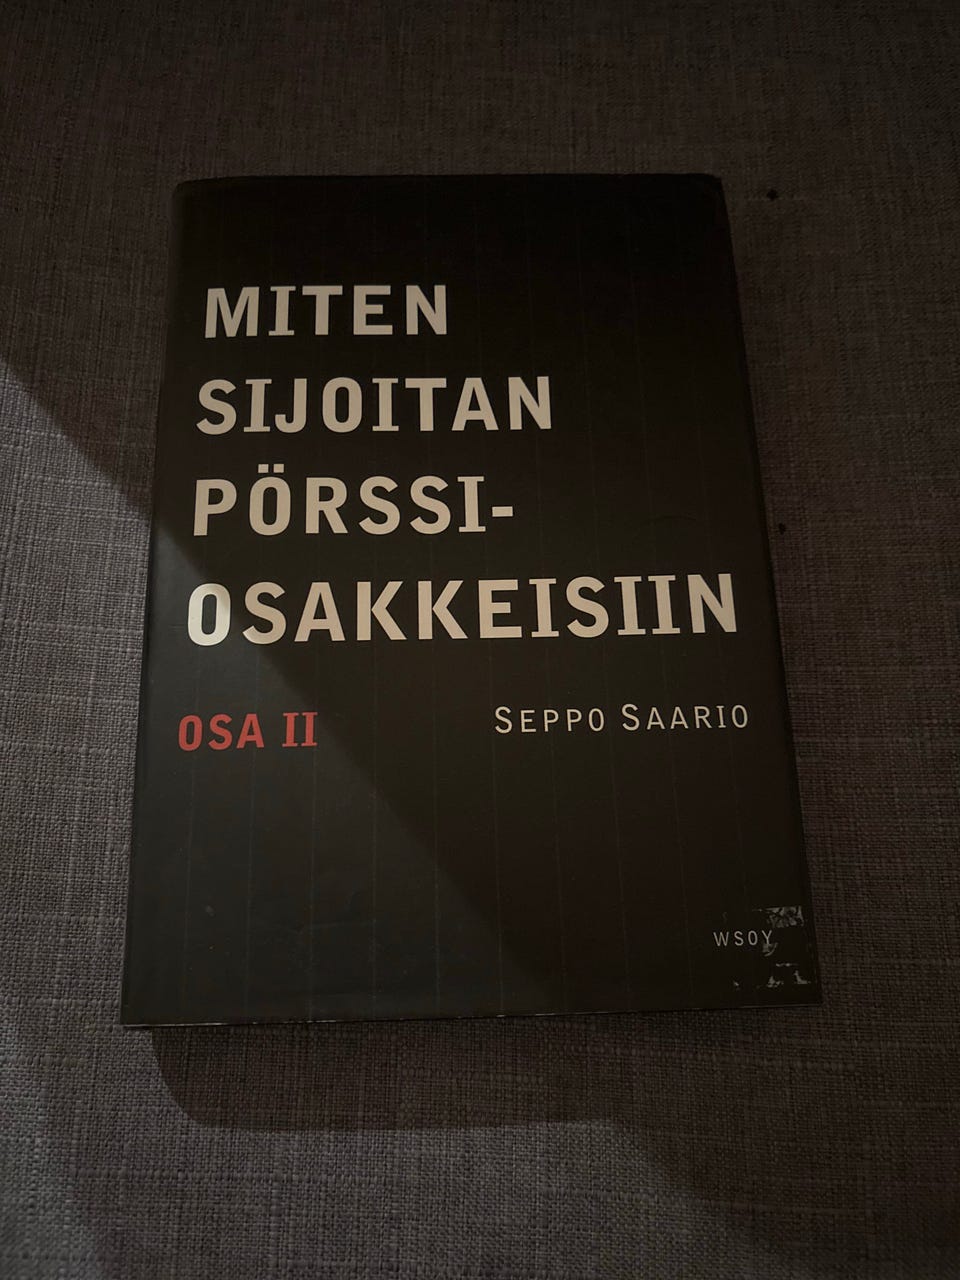 MITEN
SIJOITAN
PÖRSSI-
OSAKKEISIIN
OSA II
SEPPO SAARIO
WSOY